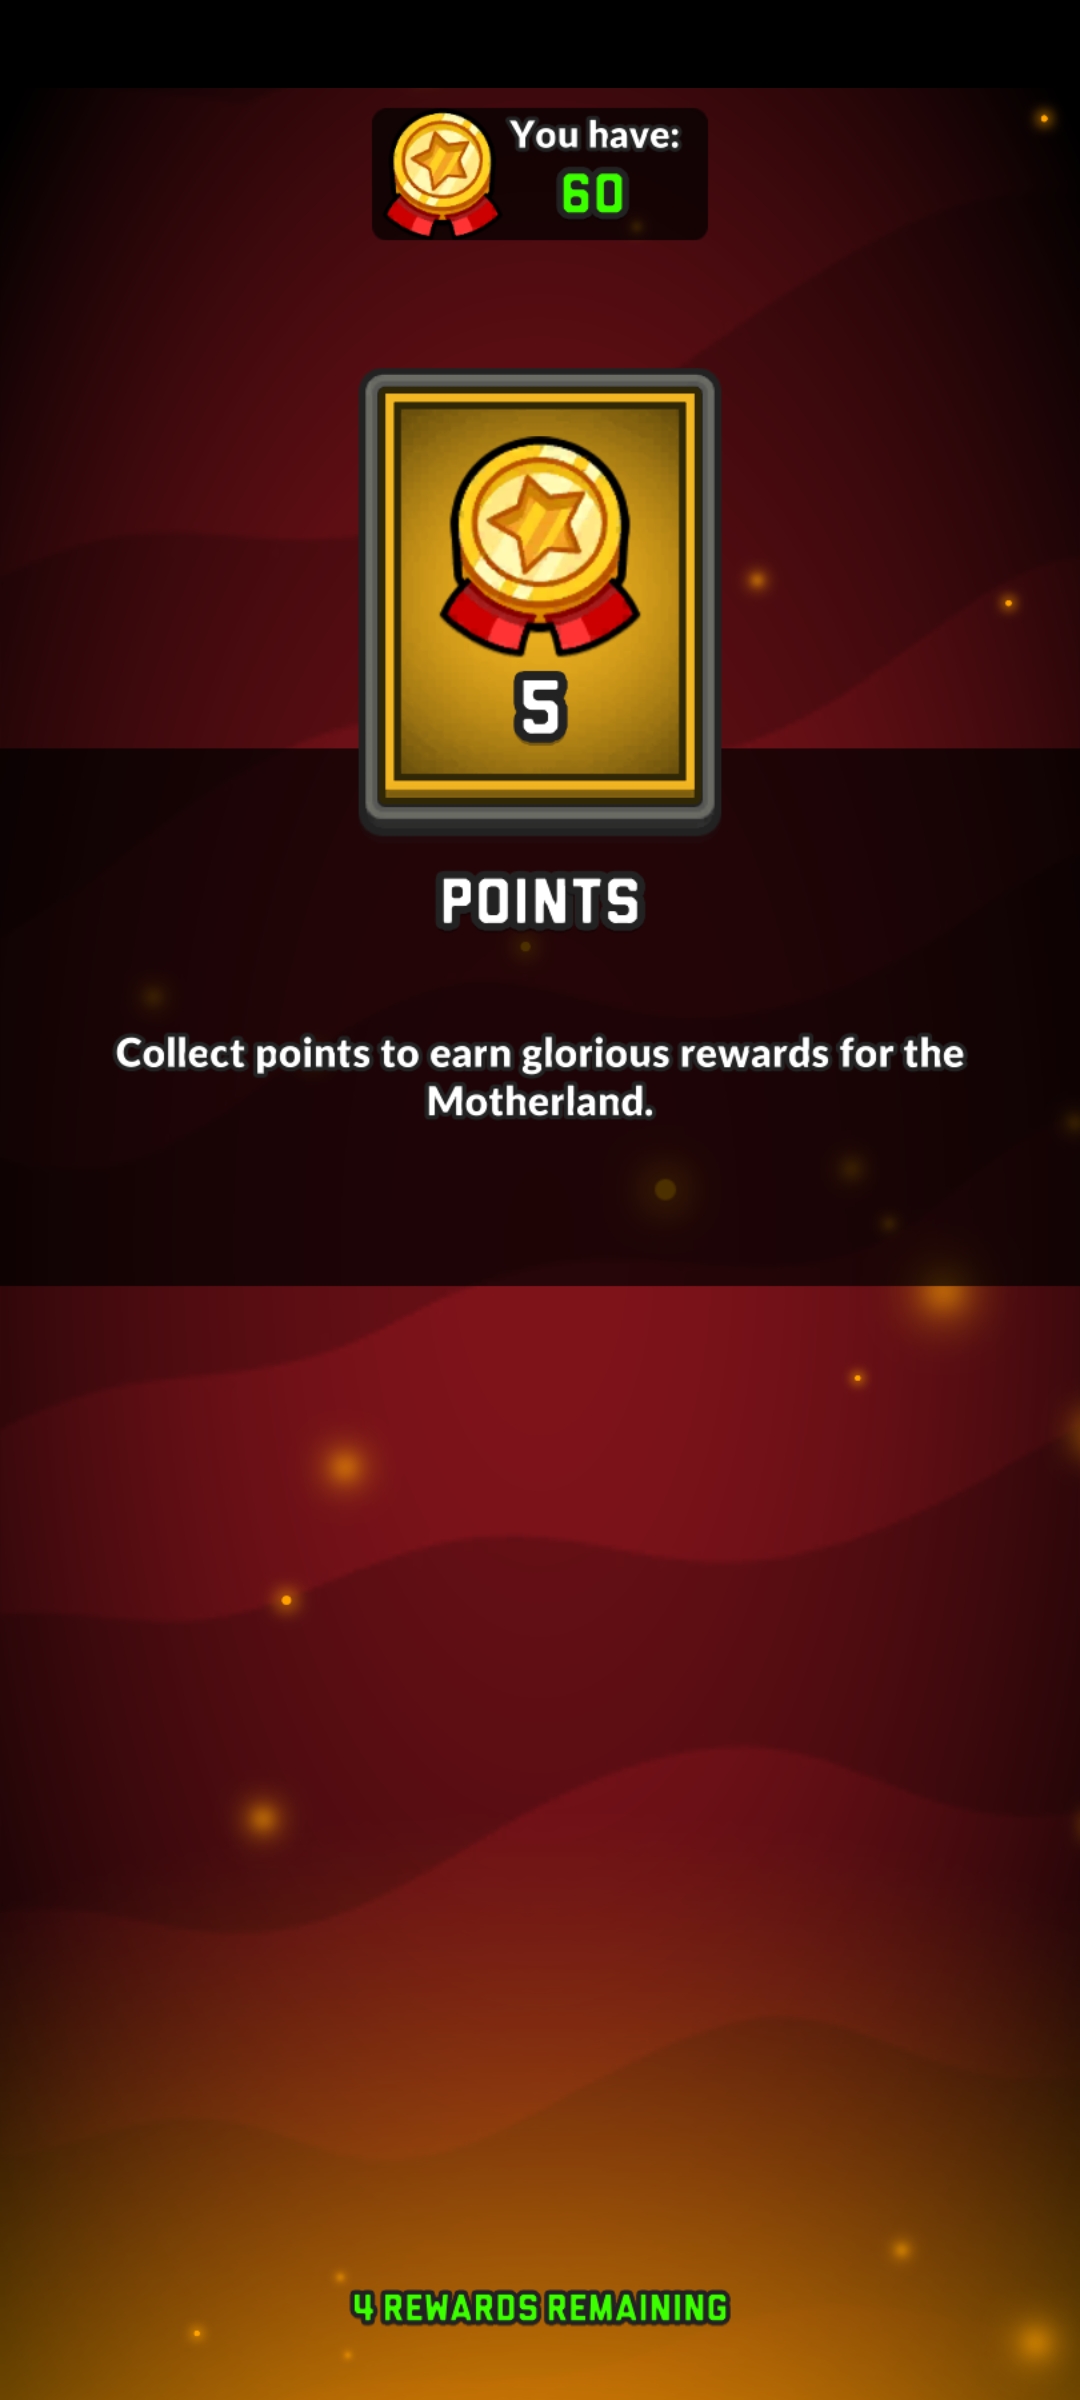 You have:
60
5
POINTS
Collect points to earn glorious rewards for the
Motherland.
4 REWARDS REMAINING